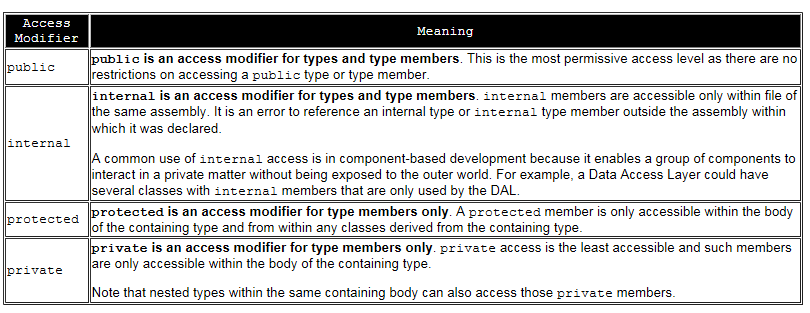 Access
Modifier
Meaning
public
public is an access modifier for types and type members. This is the most permissive access level as there are no
restrictions on accessing a public type or type member.
internal
internal is an access modifier for types and type members. internal members are accessible only within file of
the same assembly. It is an error to reference an internal type or internal type member outside the assembly within
which it was declared.
A common use of internal access is in component-based development because it enables a group of components to
interact in a private matter without being exposed to the outer world. For example, a Data Access Layer could have
several classes with internal members that are only used by the DAL.
protected
protected is an access modifier for type members only. A protected member is only accessible within the body
of the containing type and from within any classes derived from the containing type.
private
private is an access modifier for type members only. private access is the least accessible and such members
are only accessible within the body of the containing type.
Note that nested types within the same containing body can also access those private members.